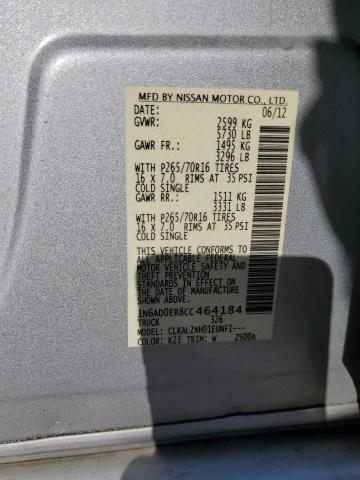 MFD BY NISSAN MOTOR CO., LTD.
DATE: 06/12
GVWR: 2599 KG
5730 LB
GAWR FR.: 1495 KG
3296 LB
WITH P265/70R16 TIRES
16 X 7.0 RIMS AT 35 PSI
COLD SINGLE
GAWR RR.: 1511 KG
3331 LB
WITH P265/70R16 TIRES
16 X 7.0 RIMS AT 35 PSI
COLD SINGLE
THIS VEHICLE CONFORMS TO
ALL APPLICABLE FEDERAL
MOTOR VEHICLE SAFETY AND
THEFT PREVENTION
STANDARDS IN EFFECT ON
THE DATE OF MANUFACTURE
SHOWN ABOVE.
1N6AD0ER8CC464184
TRUCK 326
MODEL: CLKAL2NHO1EUNFI---
COLOR: K23 TRIM: W 2500A